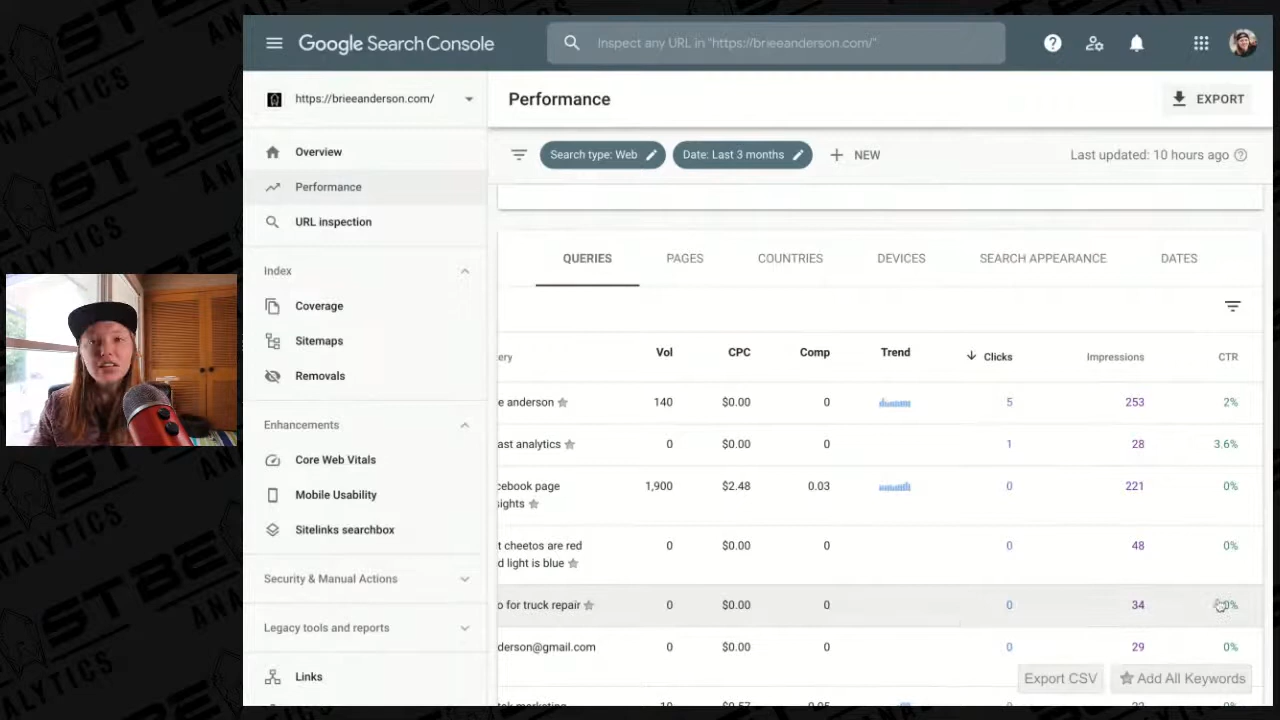 Google Search Console
Inspect any URL in "https://brieeanderson.com/"
https://brieeanderson.com/
Performance
EXPORT
Overview
Search type: Web
Date: Last 3 months
NEW
Last updated: 10 hours ago
Performance
URL inspection
QUERIES
PAGES
COUNTRIES
DEVICES
SEARCH APPEARANCE
DATES
Index
Coverage
Sitemaps
Removals
ery Vol CPC Comp Trend Clicks Impressions CTR
e anderson 140 $0.00 0 5 253 2%
ast analytics 0 $0.00 0 1 28 3.6%
cebook page
sights 1,900 $2.48 0.03 0 221 0%
t cheetos are red
d light is blue 0 $0.00 0 0 48 0%
o for truck repair 0 $0.00 0 0 34 0%
derson@gmail.com 0 $0.00 0 0 29 0%
Enhancements
Core Web Vitals
Mobile Usability
Sitelinks searchbox
Security & Manual Actions
Legacy tools and reports
Links
Export CSV
Add All Keywords
ANALYTICS